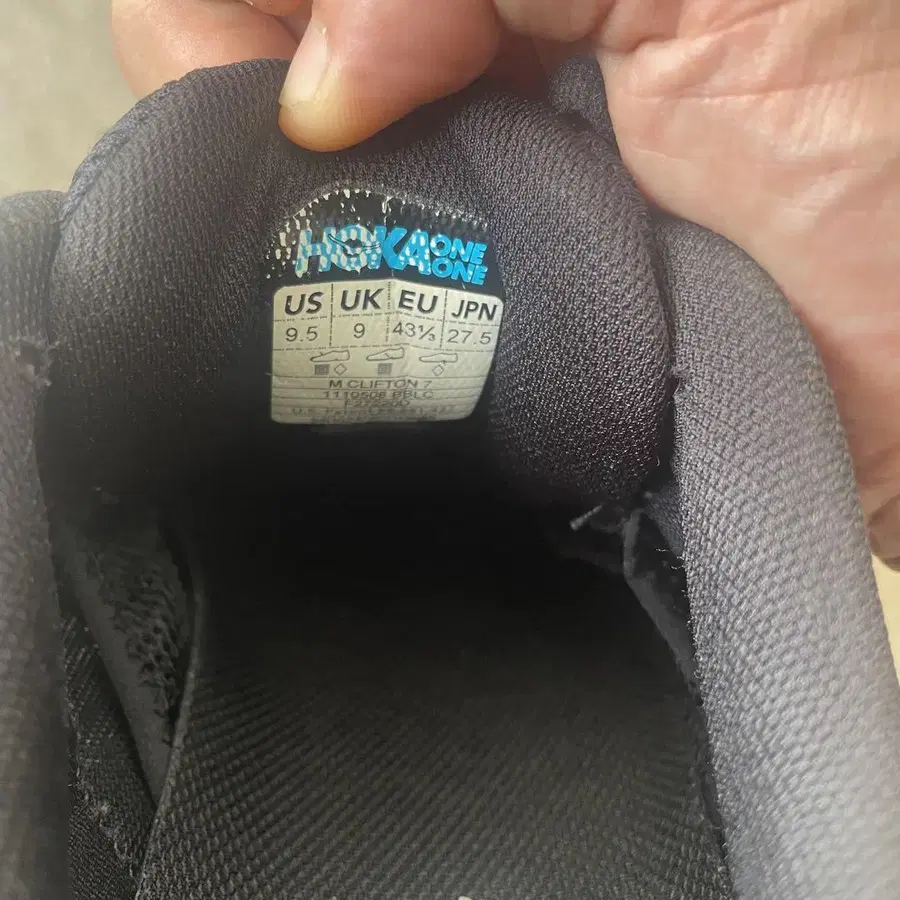 HOKA ONE ONE
US UK EU JPN
9.5 9 43⅓ 27.5
M CLIFTON 7
1110508 BBLC